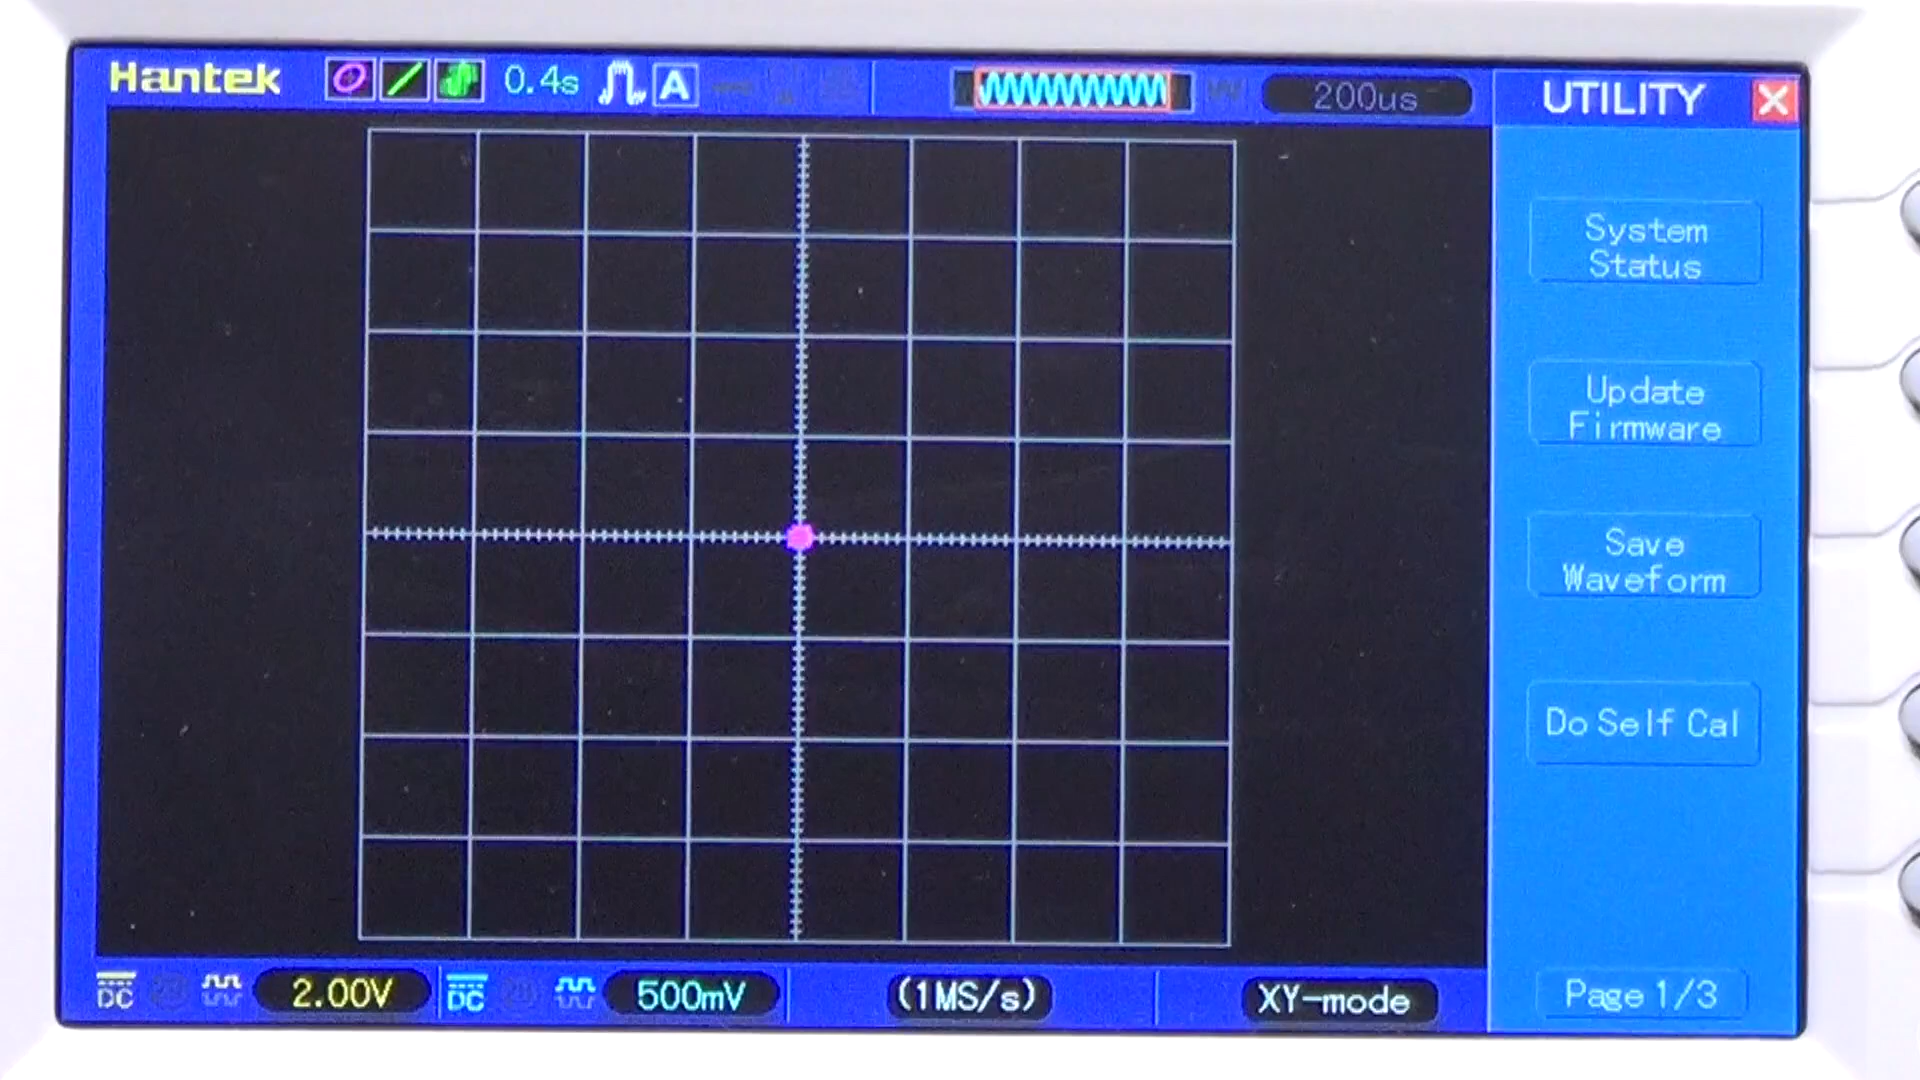 Hantek
0.4s
A
200us
UTILITY
X
System
Status
Update
Firmware
Save
Waveform
Do Self Cal
DC
2.00V
DC
500mV
(1MS/s)
XY-mode
Page 1/3